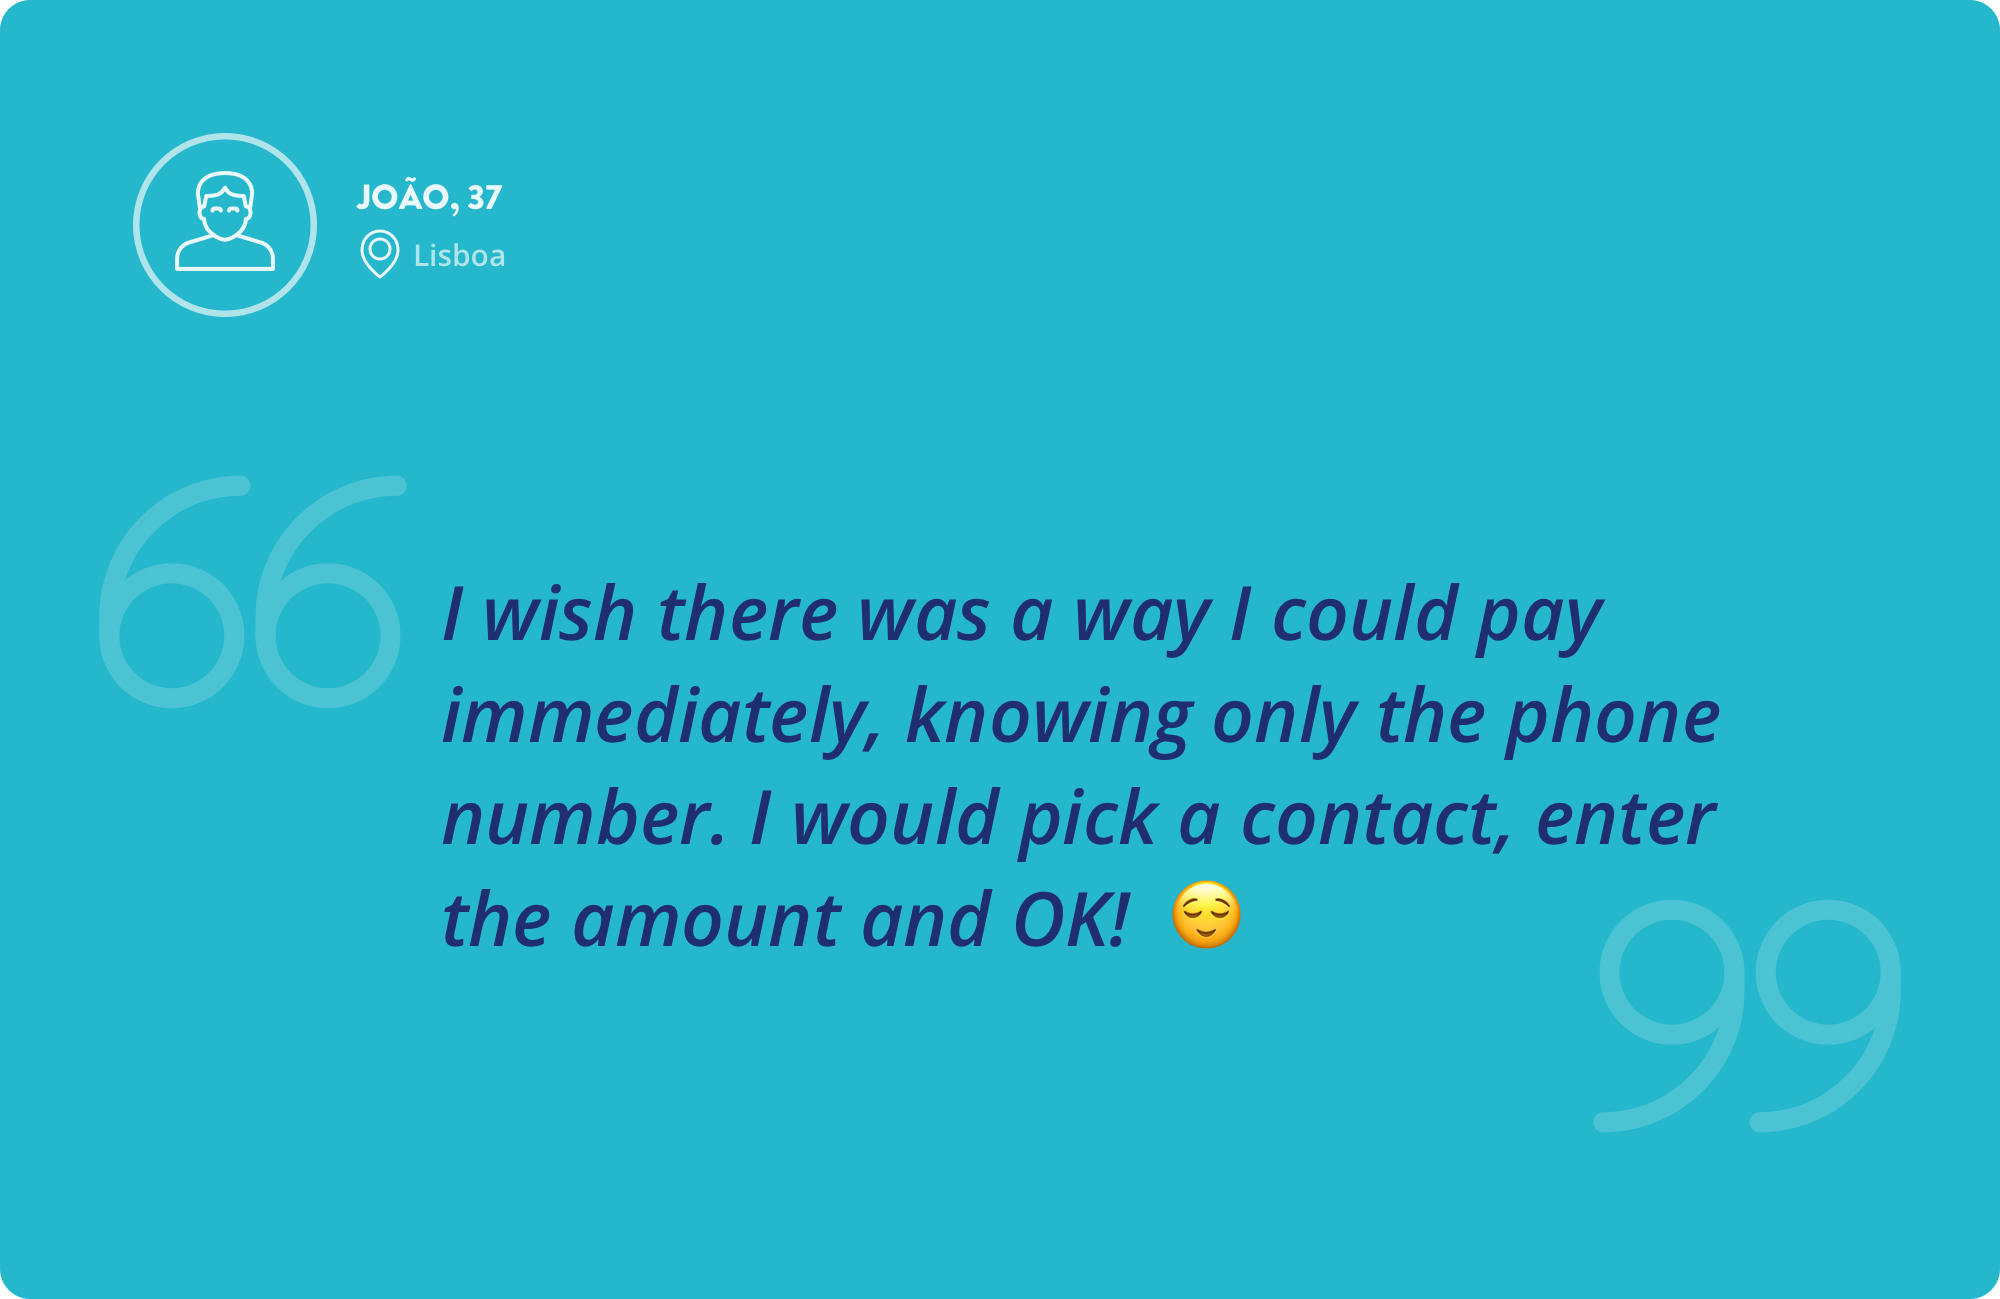 JOÃO, 37
Lisboa
I wish there was a way I could pay
immediately, knowing only the phone
number. I would pick a contact, enter
the amount and OK! 😌